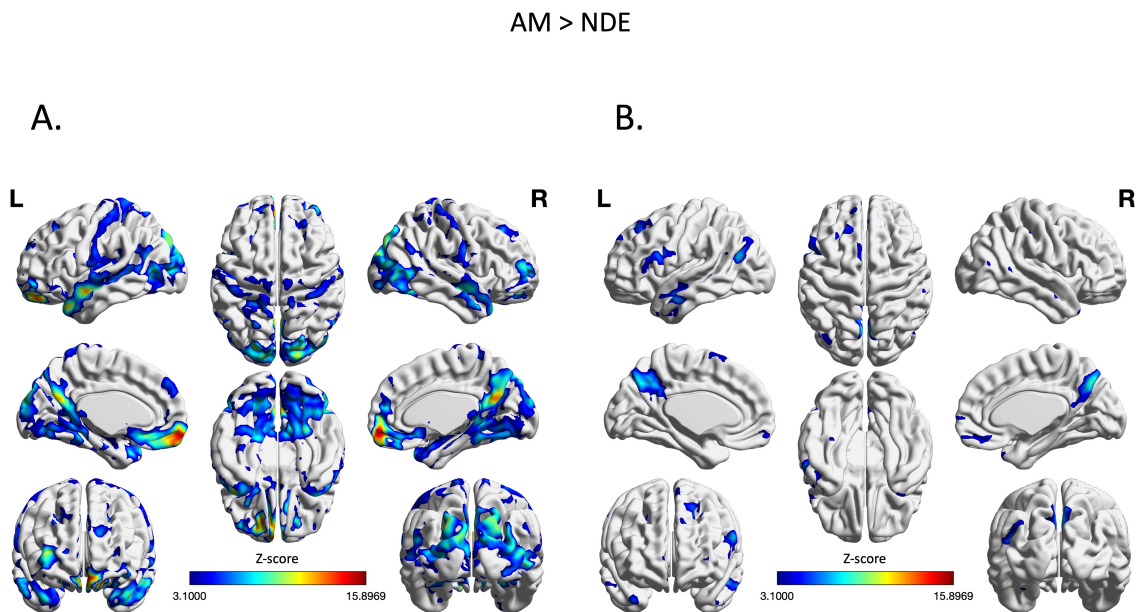 AM > NDE
A.
B.
L
R
L
R
Z-score
3.1000
15.8969
Z-score
3.1000
15.8969